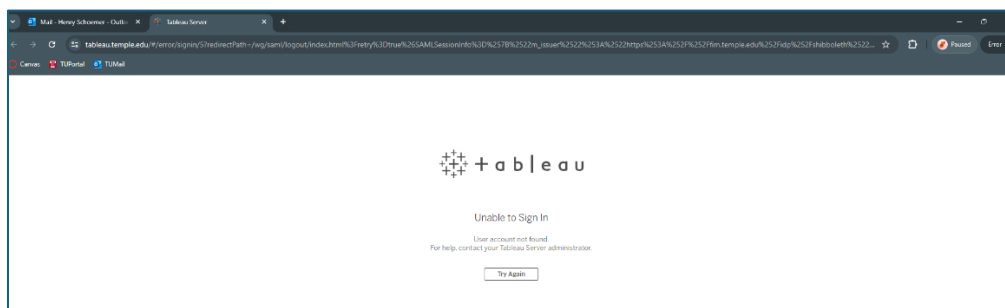 Mail - Henry Schoemer - Outlo
Tableau Server
tableau.temple.edu/#/error/signin/5?redirectPath=/wg/saml/logout/index.html%3Fretry%3Dtrue%26SAMLSessionInfo%3D%257B%2522m_issuer%2522%253A%2522https%253A%252F%252Ffim.temple.edu%252Fidp%252Fshibboleth%2522...
Paused
Error
Canvas
TUPortal
TUMail
+ a b l e a u
Unable to Sign In
User account not found.
For help, contact your Tableau Server administrator.
Try Again